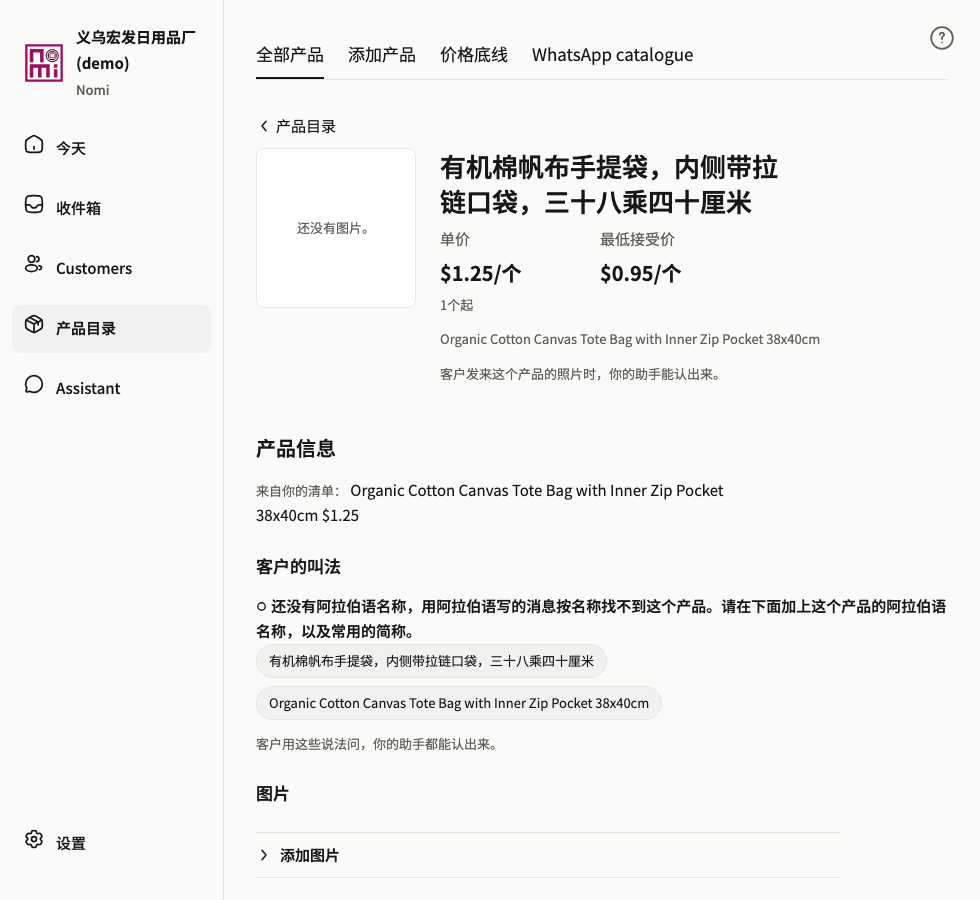 义乌宏发日用品厂
(demo)
Nomi
今天
收件箱
Customers
产品目录
Assistant
设置
全部产品
添加产品
价格底线
WhatsApp catalogue
产品目录
还没有图片。
有机棉帆布手提袋，内侧带拉
链口袋，三十八乘四十厘米
单价
最低接受价
$1.25/个
$0.95/个
1个起
Organic Cotton Canvas Tote Bag with Inner Zip Pocket 38x40cm
客户发来这个产品的照片时，你的助手能认出来。
产品信息
来自你的清单： Organic Cotton Canvas Tote Bag with Inner Zip Pocket
38x40cm $1.25
客户的叫法
还没有阿拉伯语名称，用阿拉伯语写的消息按名称找不到这个产品。请在下面加上这个产品的阿拉伯语
名称，以及常用的简称。
有机棉帆布手提袋，内侧带拉链口袋，三十八乘四十厘米
Organic Cotton Canvas Tote Bag with Inner Zip Pocket 38x40cm
客户用这些说法问，你的助手都能认出来。
图片
添加图片